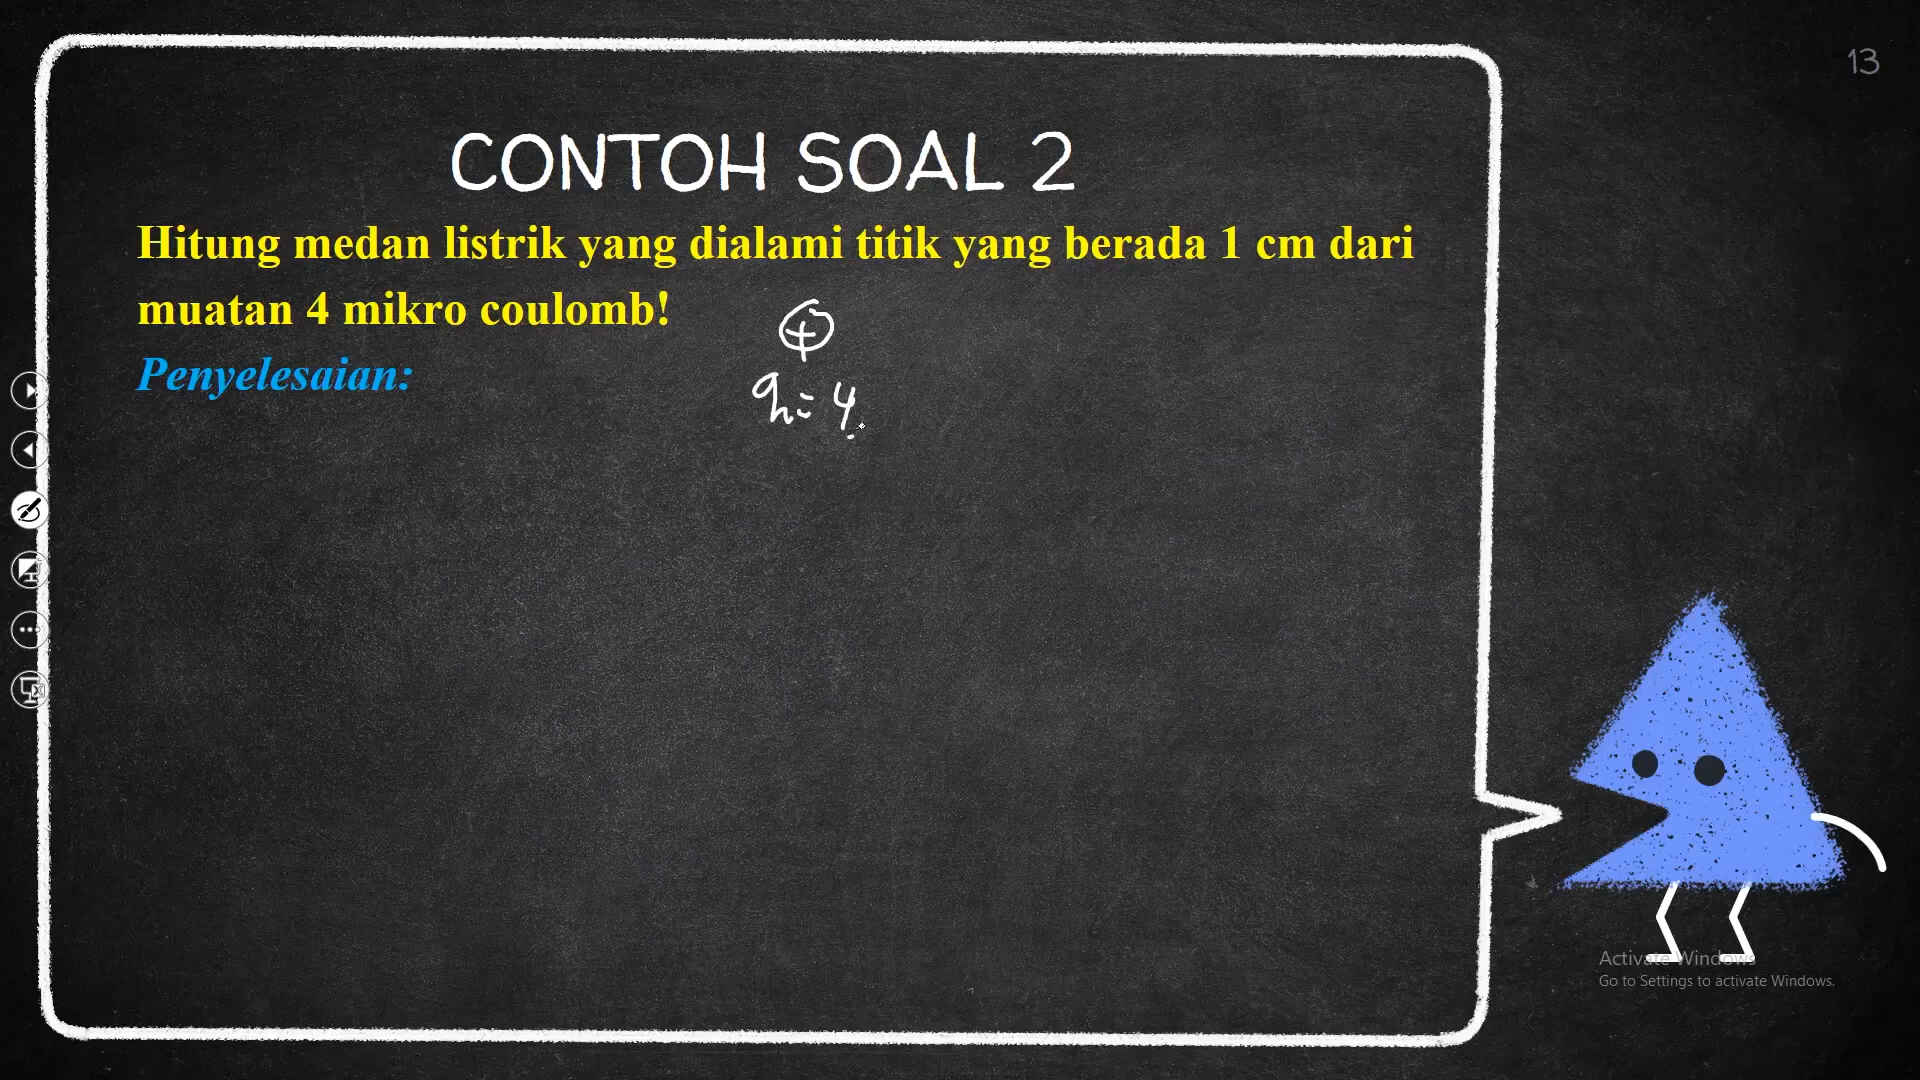 13
CONTOH SOAL 2
Hitung medan listrik yang dialami titik yang berada 1 cm dari
muatan 4 mikro coulomb!
+
Penyelesaian:
q = 4
Activate Windows
Go to Settings to activate Windows.